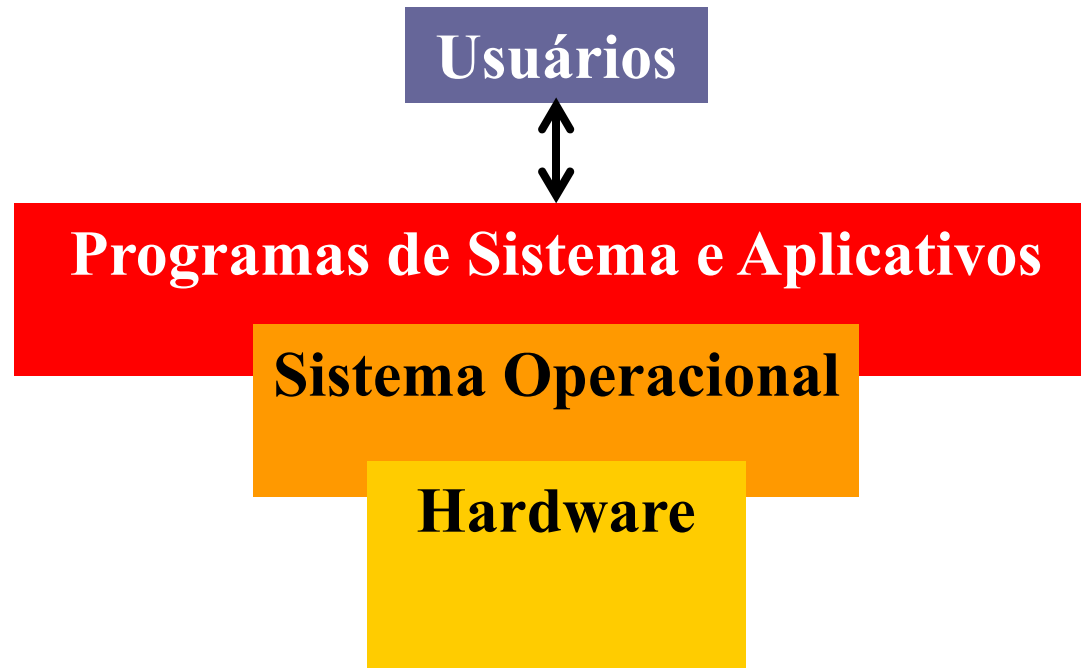 Usuários
Programas de Sistema e Aplicativos
Sistema Operacional
Hardware